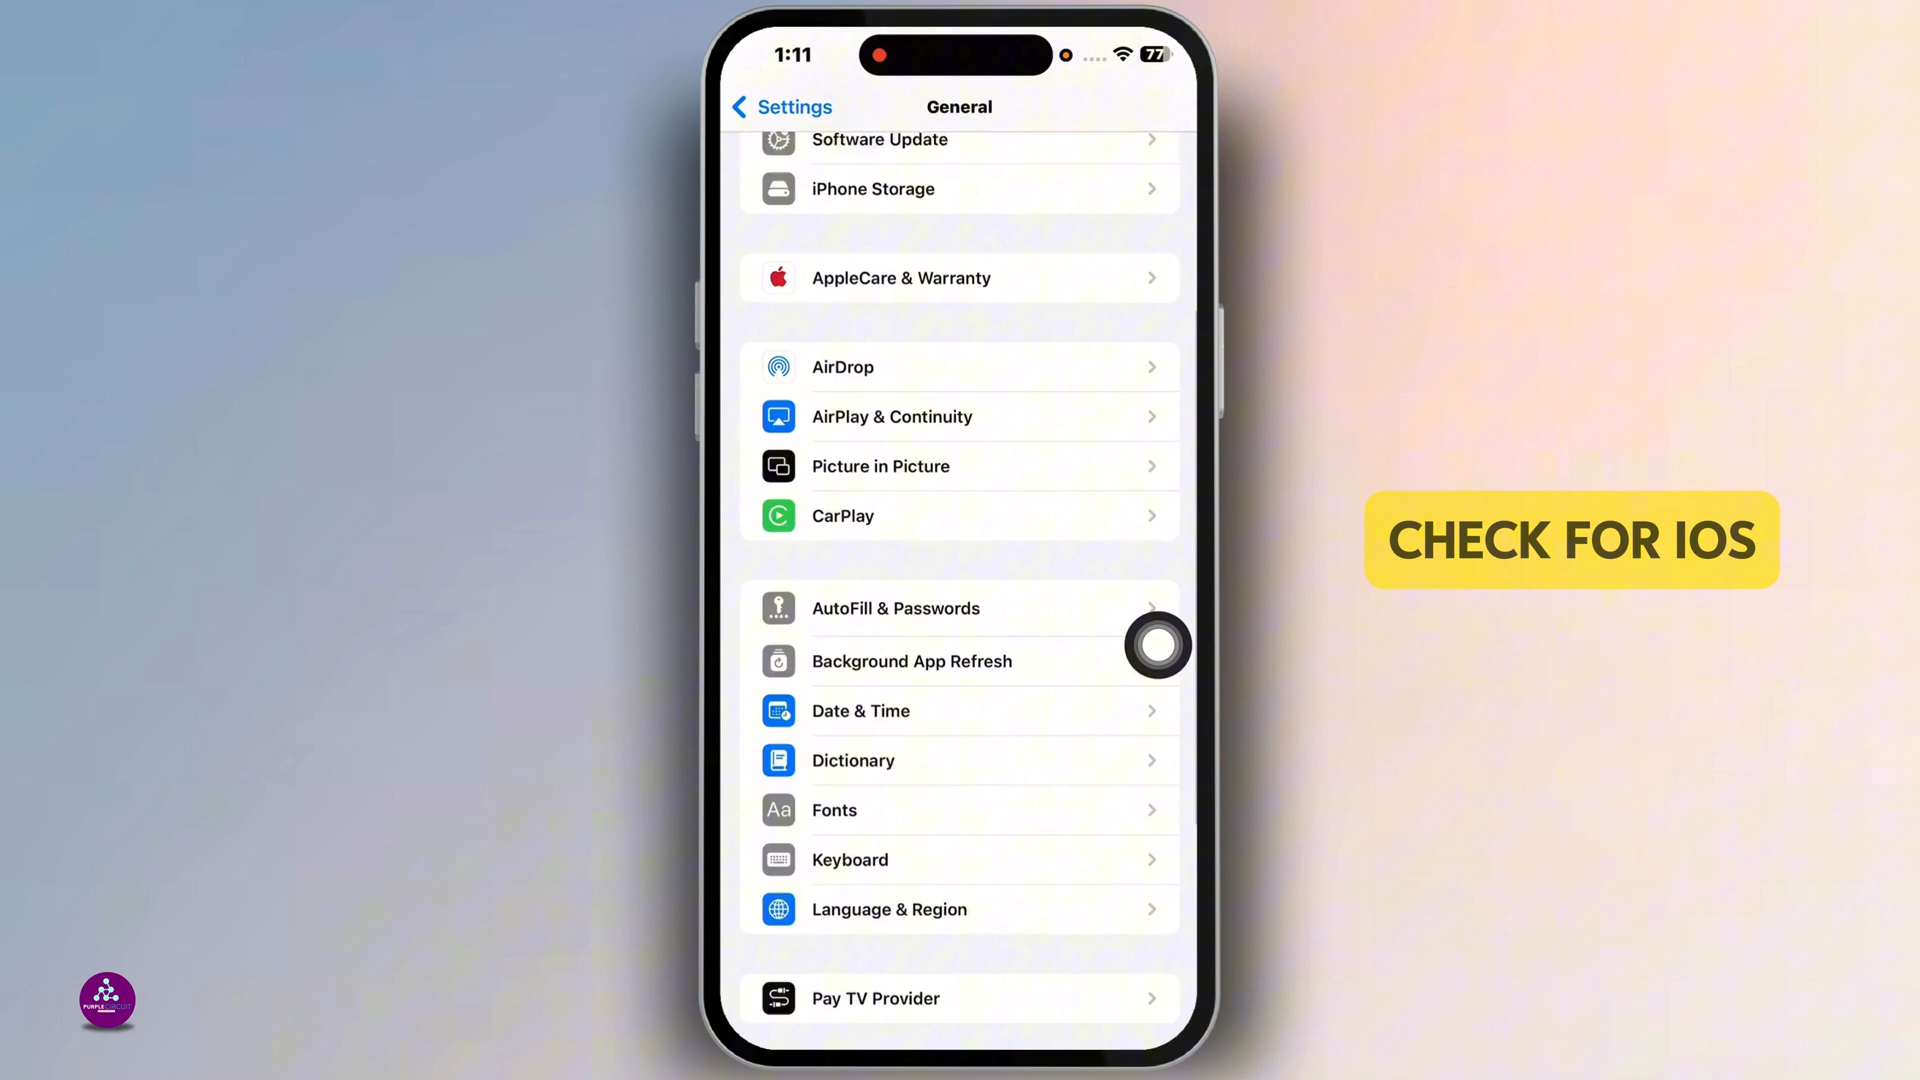 1:11
77
Settings
General
Software Update
iPhone Storage
AppleCare & Warranty
AirDrop
AirPlay & Continuity
Picture in Picture
CarPlay
AutoFill & Passwords
Background App Refresh
Date & Time
Dictionary
Aa Fonts
Keyboard
Language & Region
Pay TV Provider
CHECK FOR IOS
PURPLECIRCUIT